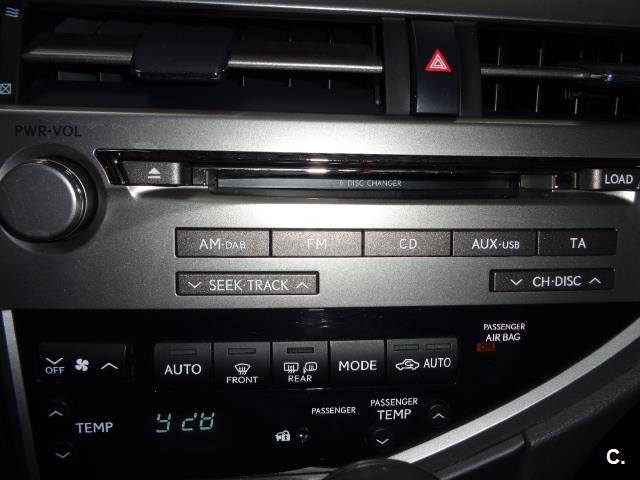 PWR·VOL
6 DISC CHANGER
LOAD
AM·DAB FM CD AUX·USB TA
SEEK·TRACK CH·DISC
PASSENGER
AIR BAG
OFF
OFF AUTO FRONT REAR MODE AUTO
TEMP PASSENGER PASSENGER
TEMP
C.